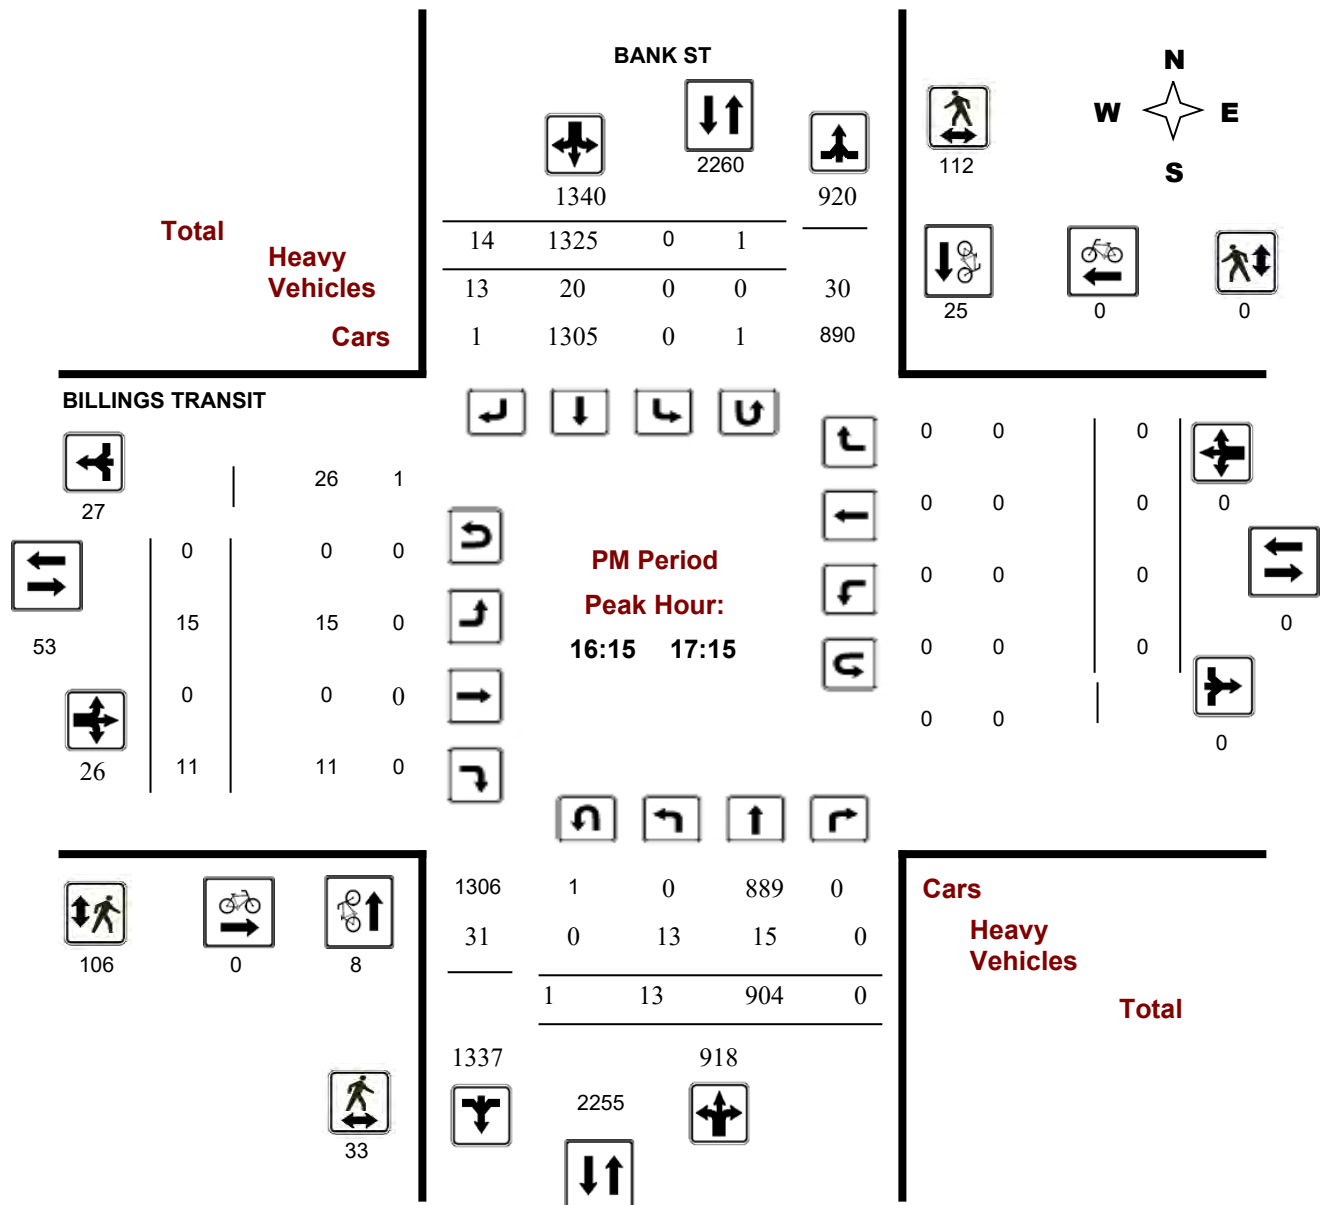 BANK ST
N
W E
S
2260
112
1340 920
Total
14 1325 0 1
Heavy
Vehicles
13 20 0 0 30
25 0 0
Cars
1 1305 0 1 890
BILLINGS TRANSIT
0 0 0
26 1
27
0 0 0 0
0 0 0
PM Period
0 0 0
Peak Hour:
15 15 0
0
53
16:15 17:15
0 0 0
0 0 0
0 0
0
26 11 11 0
1306 1 0 889 0
Cars
31 0 13 15 0
Heavy
Vehicles
106 0 8
1 13 904 0
Total
1337 918
2255
33